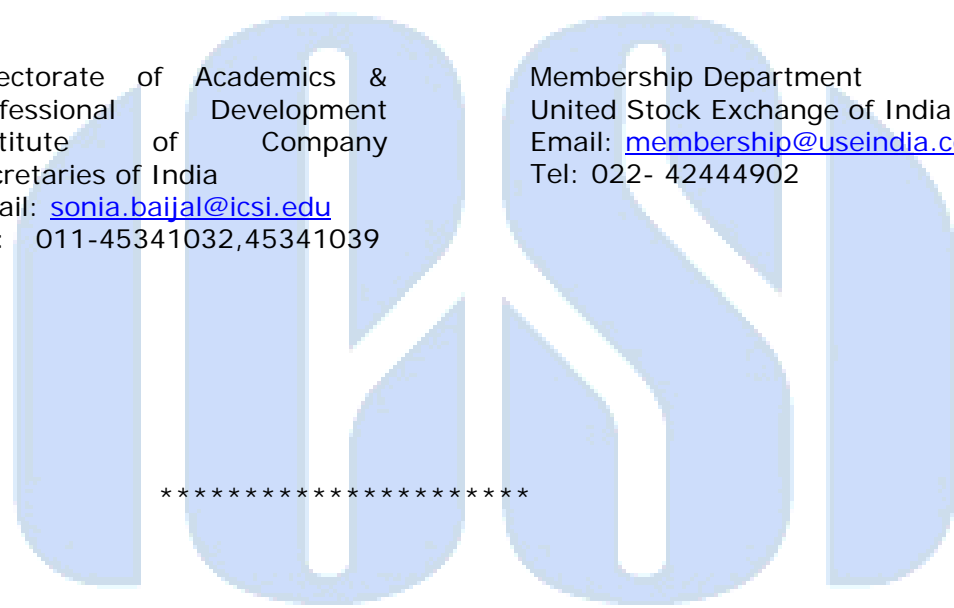 ectorate of Academics &
fessional Development
titute of Company
cretaries of India
ail: sonia.baijal@icsi.edu
: 011-45341032,45341039
Membership Department
United Stock Exchange of India
Email: membership@useindia.c
Tel: 022- 42444902
**********************
ICSI